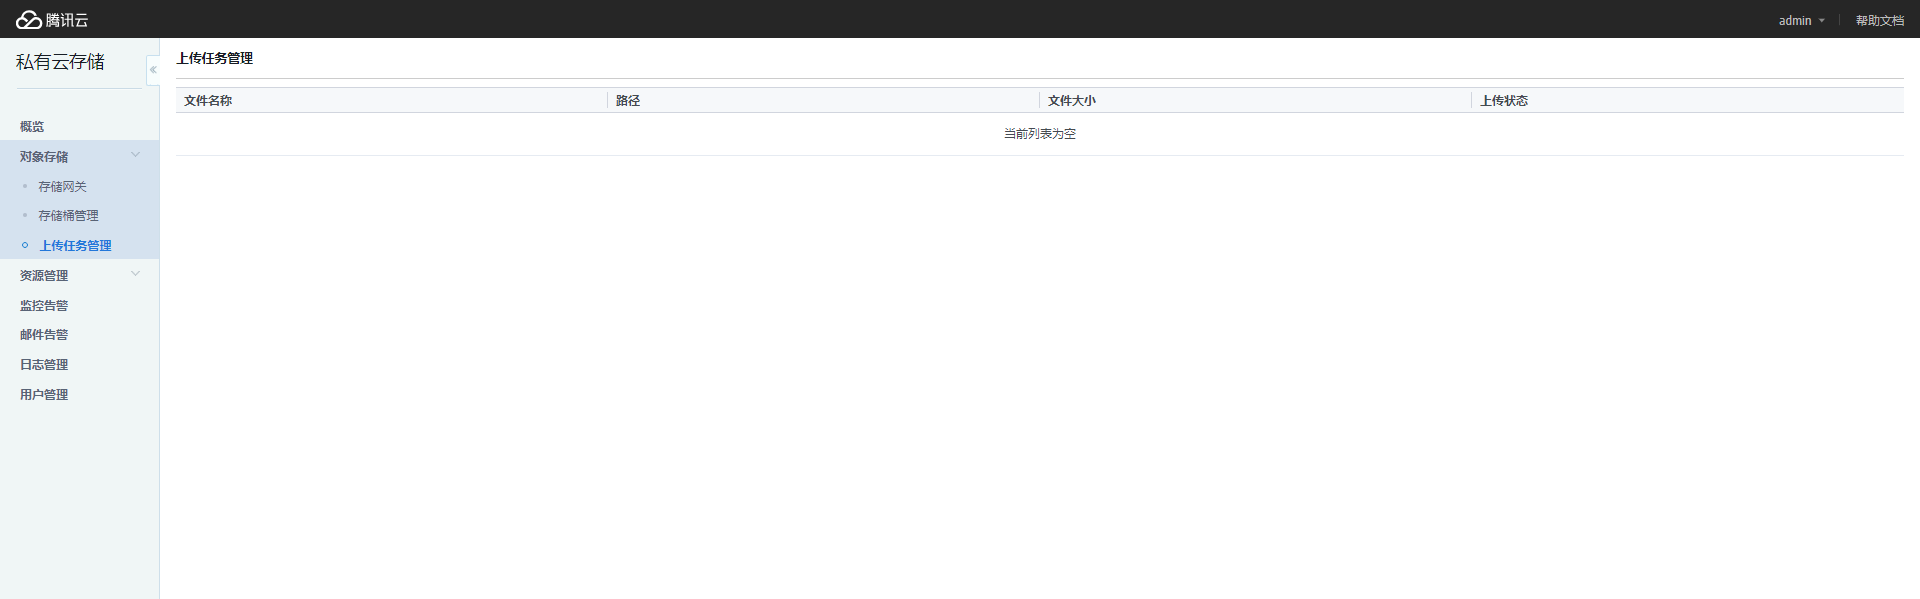 腾讯云
admin
帮助文档
私有云存储
概览
对象存储
存储网关
存储桶管理
上传任务管理
资源管理
监控告警
邮件告警
日志管理
用户管理
上传任务管理
文件名称 路径 文件大小 上传状态
当前列表为空